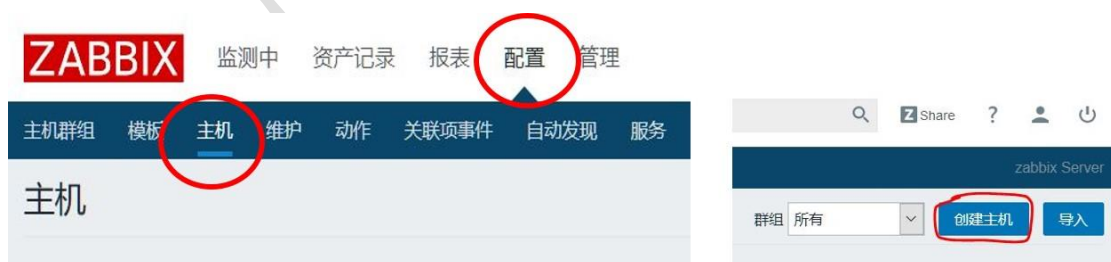 ZABBIX 监测中 资产记录 报表 配置 管理
主机群组 模板 主机 维护 动作 关联项事件 自动发现 服务
主机
Z Share ?
zabbix Server
群组 所有 创建主机 导入